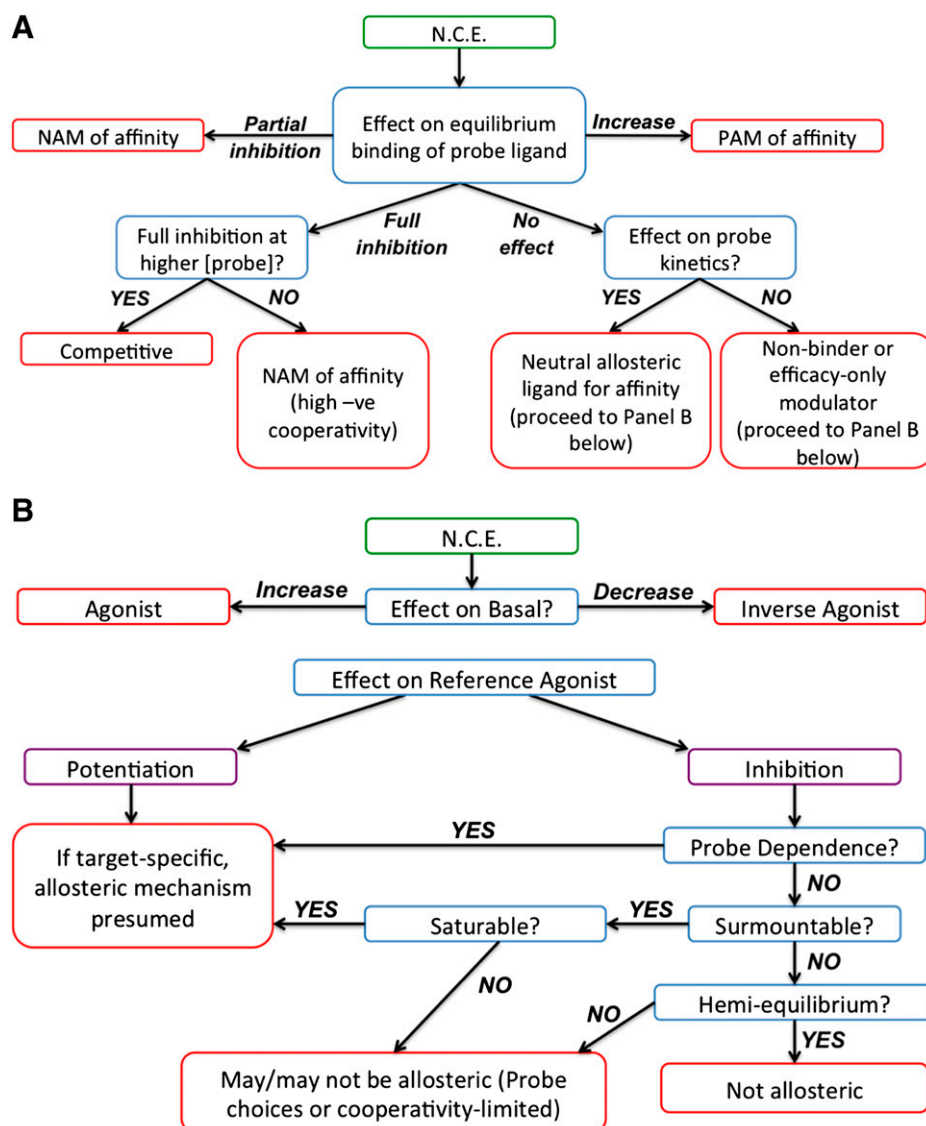 A
N.C.E.
NAM of affinity
Partial
inhibition
Effect on equilibrium
binding of probe ligand
Increase
PAM of affinity
Full inhibition at
higher [probe]?
Full
inhibition
No
effect
Effect on probe
kinetics?
YES
NO
YES
NO
Competitive
NAM of affinity
(high –ve
cooperativity)
Neutral allosteric
ligand for affinity
(proceed to Panel B
below)
Non-binder or
efficacy-only
modulator
(proceed to Panel B
below)
B
N.C.E.
Agonist
Increase
Effect on Basal?
Decrease
Inverse Agonist
Effect on Reference Agonist
Potentiation
Inhibition
If target-specific,
allosteric mechanism
presumed
YES
Probe Dependence?
NO
YES
Saturable?
YES
Surmountable?
NO
NO
Hemi-equilibrium?
NO
YES
May/may not be allosteric (Probe
choices or cooperativity-limited)
Not allosteric